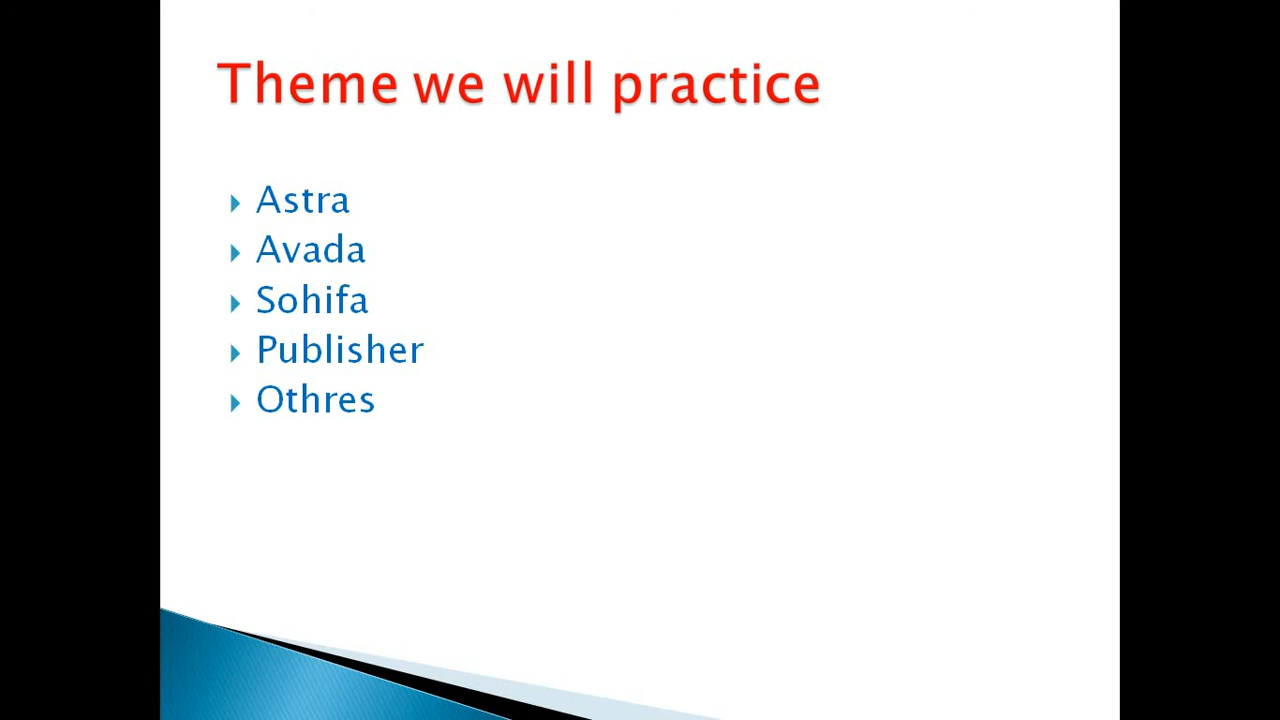 Theme we will practice
Astra
Avada
Sohifa
Publisher
Othres